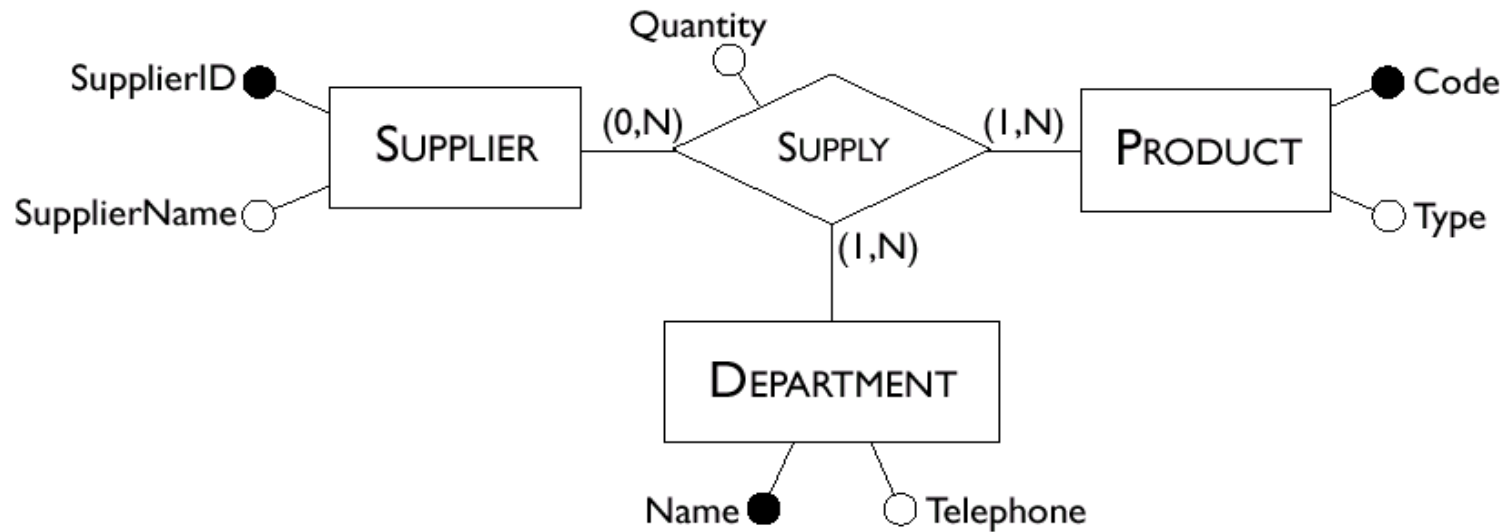 Quantity
SupplierID
Code
(0,N)
(1,N)
SUPPLIER
SUPPLY
PRODUCT
SupplierName
Type
(1,N)
DEPARTMENT
Name
Telephone